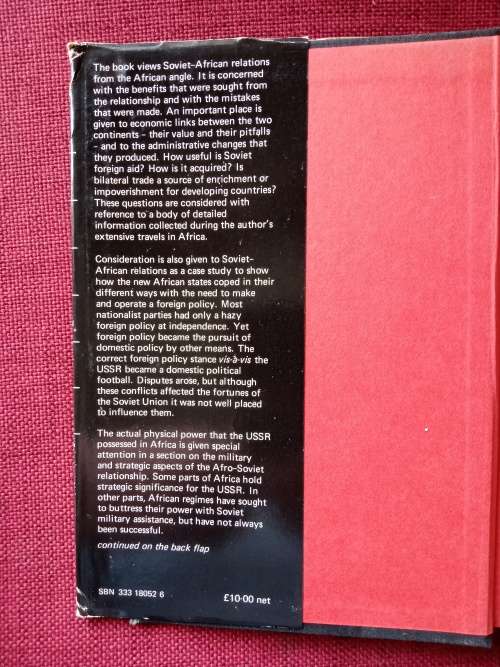 The book views Soviet–African relations
from the African angle. It is concerned
with the benefits that were sought from
the relationship and with the mistakes
that were made. An important place is
given to economic links between the two
continents – their value and their pitfalls
– and to the administrative changes that
they produced. How useful is Soviet
foreign aid? How is it acquired? Is
bilateral trade a source of enrichment or
impoverishment for developing countries?
These questions are considered with
reference to a body of detailed
information collected during the author's
extensive travels in Africa.
Consideration is also given to Soviet–
African relations as a case study to show
how the new African states coped in their
different ways with the need to make
and operate a foreign policy. Most
nationalist parties had only a hazy
foreign policy at independence. Yet
foreign policy became the pursuit of
domestic policy by other means. The
correct foreign policy stance vis-à-vis the
USSR became a domestic political
football. Disputes arose, but although
these conflicts affected the fortunes of
the Soviet Union it was not well placed
to influence them.
The actual physical power that the USSR
possessed in Africa is given special
attention in a section on the military
and strategic aspects of the Afro–Soviet
relationship. Some parts of Africa hold
strategic significance for the USSR. In
other parts, African regimes have sought
to buttress their power with Soviet
military assistance, but have not always
been successful.
continued on the back flap
SBN 333 18052 6 £10·00 net